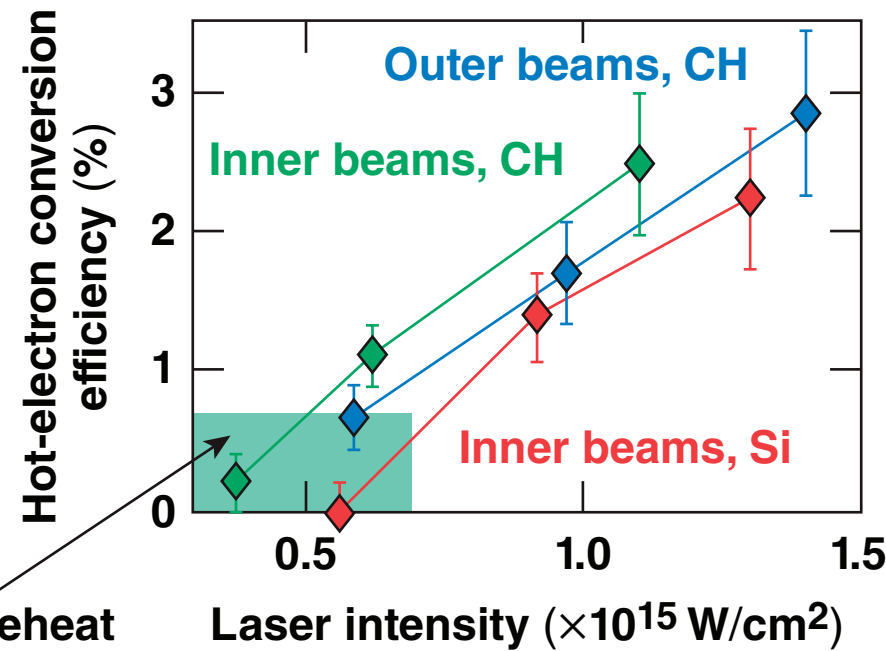 Hot-electron conversion
efficiency (%)
3
2
1
0
Outer beams, CH
Inner beams, CH
Inner beams, Si
0.5
1.0
1.5
eheat
Laser intensity (×10¹⁵ W/cm²)